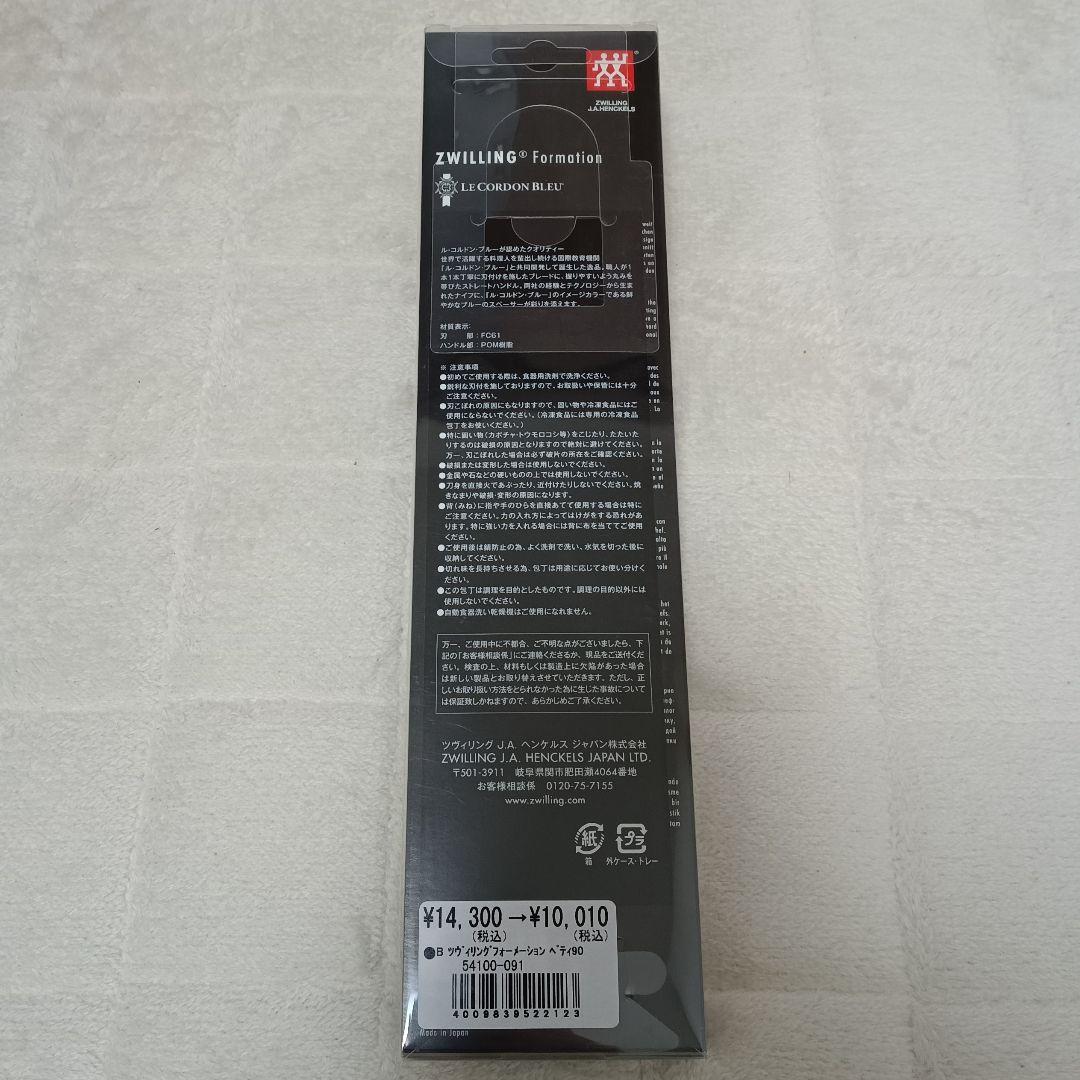 ZWILLING
J.A.HENCKELS
ZWILLING® Formation
LE CORDON BLEU®
ル・コルドン・ブルーが認めたクオリティー
世界で活躍する料理人を輩出し続ける国際教育機関
「ル・コルドン・ブルー」と共同開発して誕生した逸品。職人が1
本1本丁寧に刃付けを施したブレードに、握りやすいよう丸みを
帯びたストレートハンドル。両社の経験とテクノロジーから生ま
れたナイフに、「ル・コルドン・ブルー」のイメージカラーである鮮
やかなブルーのスペーサーが彩りを添えます。
材質表示:
刃 部 : FC61
ハンドル部 : POM樹脂
※ 注意事項
●初めてご使用する際は、食器用洗剤で洗浄ください。
●鋭利な刃付を施しておりますので、お取扱いや保管には十分
ご注意ください。
●刃こぼれの原因にもなりますので、固い物や冷凍食品にはご
使用にならないでください。(冷凍食品には専用の冷凍食品
包丁をお使いください。)
●特に固い物(カボチャ・トウモロコシ等)をこじたり、たたいた
りするのは破損の原因となりますので絶対に避けてください。
万一、刃こぼれした場合は必ず破片の所在をご確認ください。
●破損または変形した場合は使用しないでください。
●金属や石などの硬いものの上では使用しないでください。
●刀身を直接火であぶったり、近付けたりしないでください。焼
きなまりや破損・変形の原因になります。
●背(みね)に指や手のひらを直接あてて使用する場合は特に
ご注意ください。力の入れ方によってはけがをする恐れがあ
ります。特に強い力を入れる場合には背に布を当ててご使用
ください。
●ご使用後は錆防止の為、よく洗剤で洗い、水気を切った後に
収納してください。
●切れ味を長持ちさせる為、包丁は用途に応じてお使い分けく
ださい。
●この包丁は調理を目的としたものです。調理の目的以外には
使用しないでください。
●自動食器洗い乾燥機はご使用になれません。
万一、ご使用中に不都合、ご不明な点がございましたら、下
記の「お客様相談係」にご連絡くださるか、現品をご送付くだ
さい。検査の上、材料もしくは製造上に欠陥があった場合
は新しい製品とお取り替えさせていただきます。ただし、正
しいお取り扱い方法をとられなかった為に生じた事故について
は保証致しかねますので、あらかじめご了承ください。
ツヴィリング J.A. ヘンケルス ジャパン株式会社
ZWILLING J.A. HENCKELS JAPAN LTD.
〒501-3911 岐阜県関市肥田瀬4064番地
お客様相談係 0120-75-7155
www.zwilling.com
紙 プラ
箱 外ケース・トレー
¥14,300→¥10,010
(税込) (税込)
●B ツヴィリングフォーメーション ペティ90
54100-091
4009839522123
Made in Japan